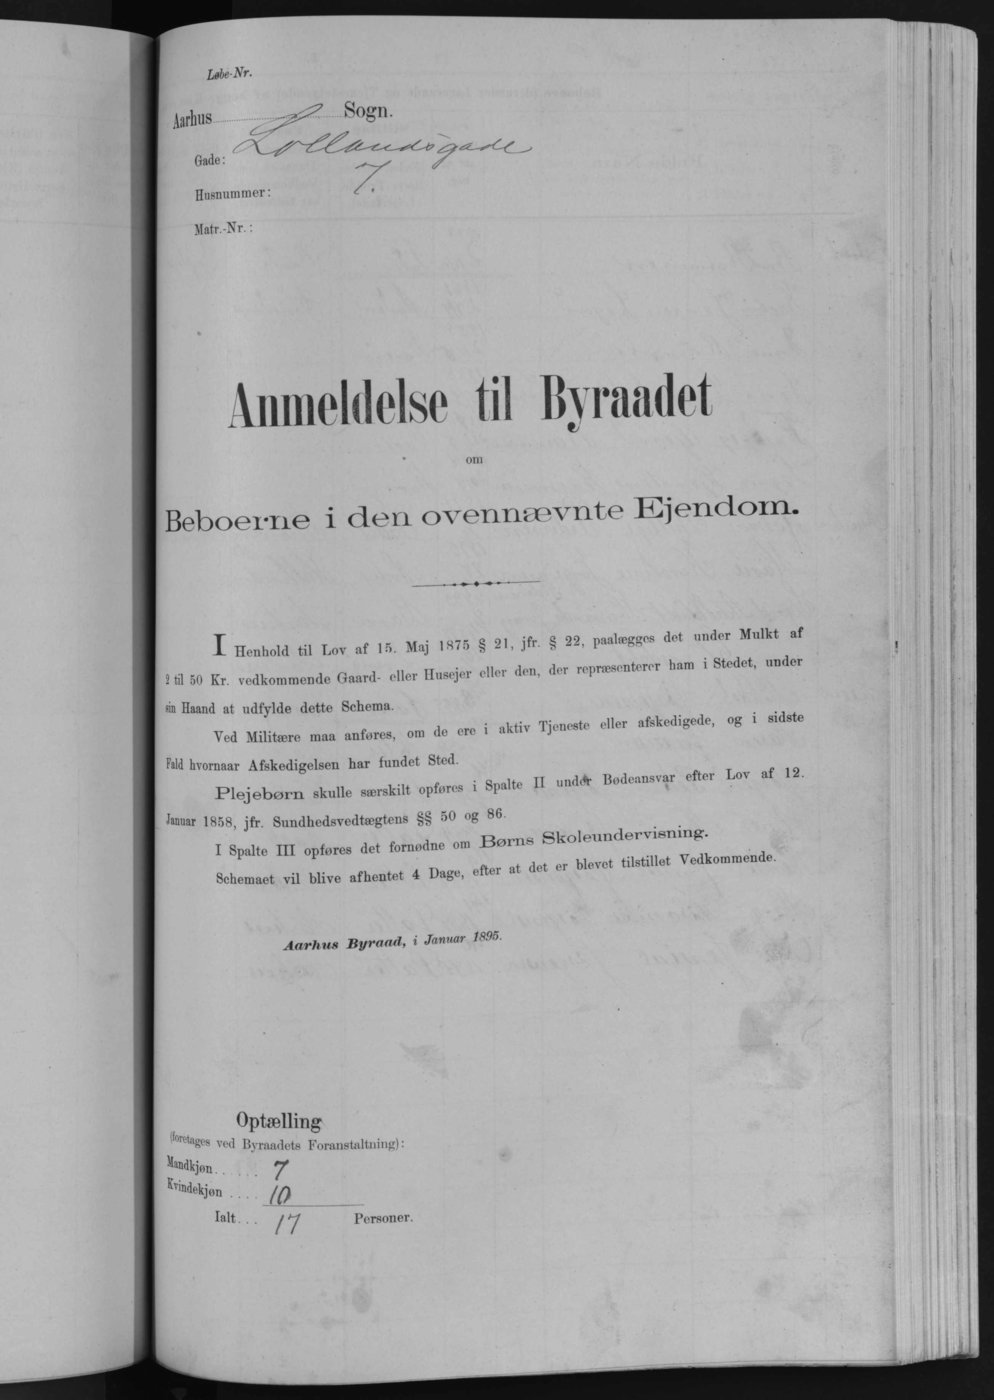 Løbe-Nr.
Aarhus Sogn.
Gade: Lollandsgade
Husnummer: 7.
Matr.-Nr.:
Anmeldelse til Byraadet
om
Beboerne i den ovennævnte Ejendom.
I Henhold til Lov af 15. Maj 1875 § 21, jfr. § 22, paalægges det under Mulkt af
2 til 50 Kr. vedkommende Gaard- eller Husejer eller den, der repræsenterer ham i Stedet, under
sin Haand at udfylde dette Schema.
Ved Militære maa anføres, om de ere i aktiv Tjeneste eller afskedigede, og i sidste
Fald hvornaar Afskedigelsen har fundet Sted.
Plejebørn skulle særskilt opføres i Spalte II under Bødeansvar efter Lov af 12.
Januar 1858, jfr. Sundhedsvedtægtens §§ 50 og 86.
I Spalte III opføres det fornødne om Børns Skoleundervisning.
Schemaet vil blive afhentet 4 Dage, efter at det er blevet tilstillet Vedkommende.
Aarhus Byraad, i Januar 1895.
Optælling
(foretages ved Byraadets Foranstaltning):
Mandkjøn..... 7
Kvindekjøn .... 10
Ialt... 17 Personer.